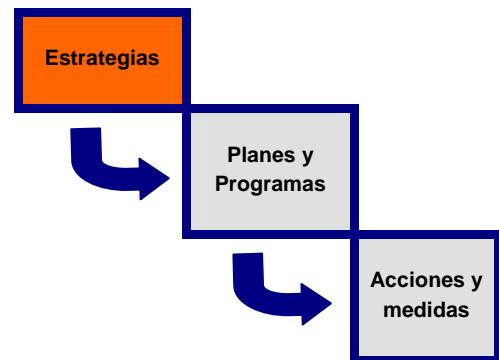 Estrategias
Planes y
Programas
Acciones y
medidas